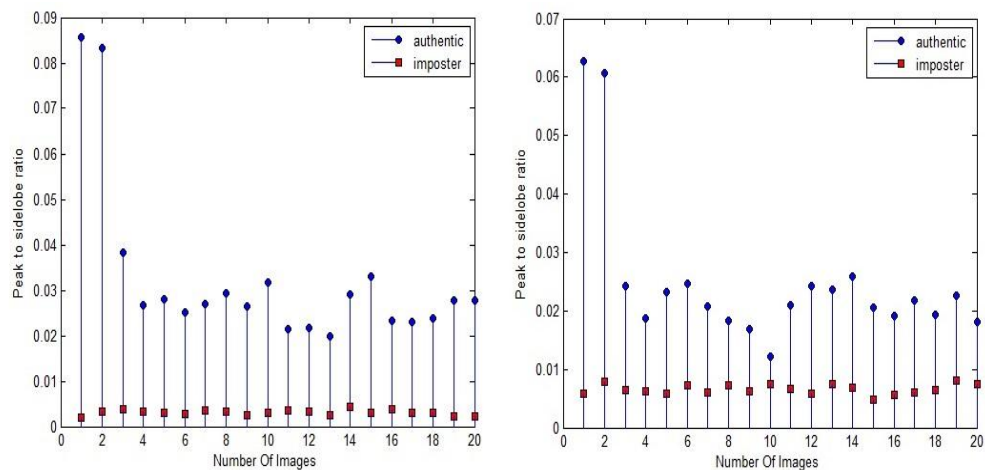 0.09
0.08
0.07
0.06
0.05
0.04
0.03
0.02
0.01
0
Peak to sidelobe ratio
authentic
imposter
0 2 4 6 8 10 12 14 16 18 20
Number Of Images
0.07
0.06
0.05
0.04
0.03
0.02
0.01
0
Peak to sidelobe ratio
authentic
imposter
0 2 4 6 8 10 12 14 16 18 20
Number Of Images